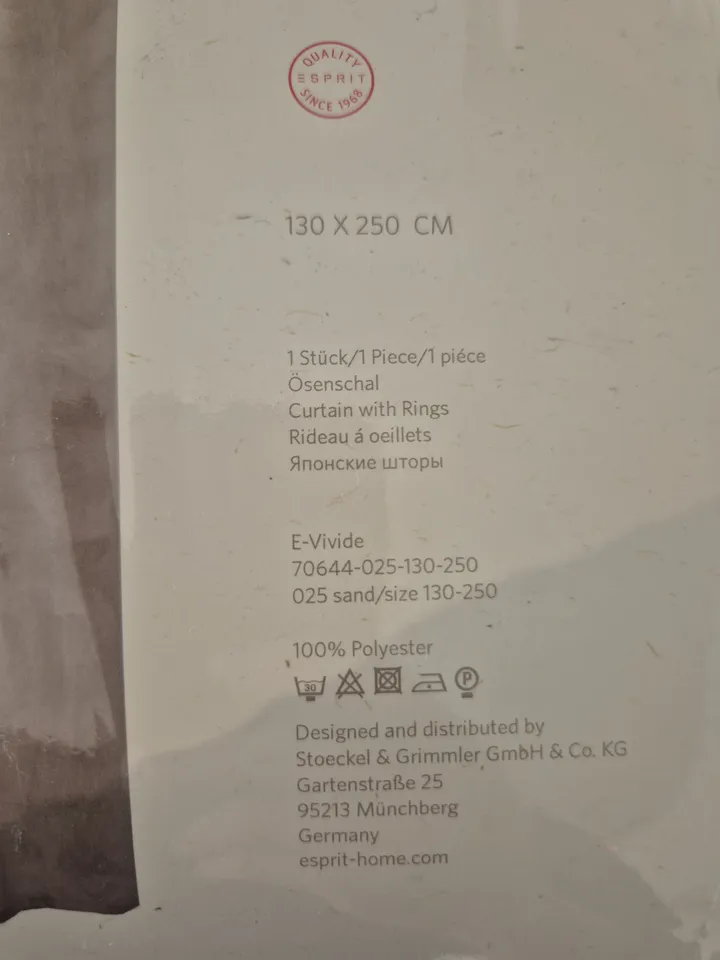 QUALITY
ESPRIT
SINCE 1968
130 X 250 CM
1 Stück/1 Piece/1 piéce
Ösenschal
Curtain with Rings
Rideau á oeillets
Японские шторы
E-Vivide
70644-025-130-250
025 sand/size 130-250
100% Polyester
30 P
Designed and distributed by
Stoeckel & Grimmler GmbH & Co. KG
Gartenstraße 25
95213 Münchberg
Germany
esprit-home.com